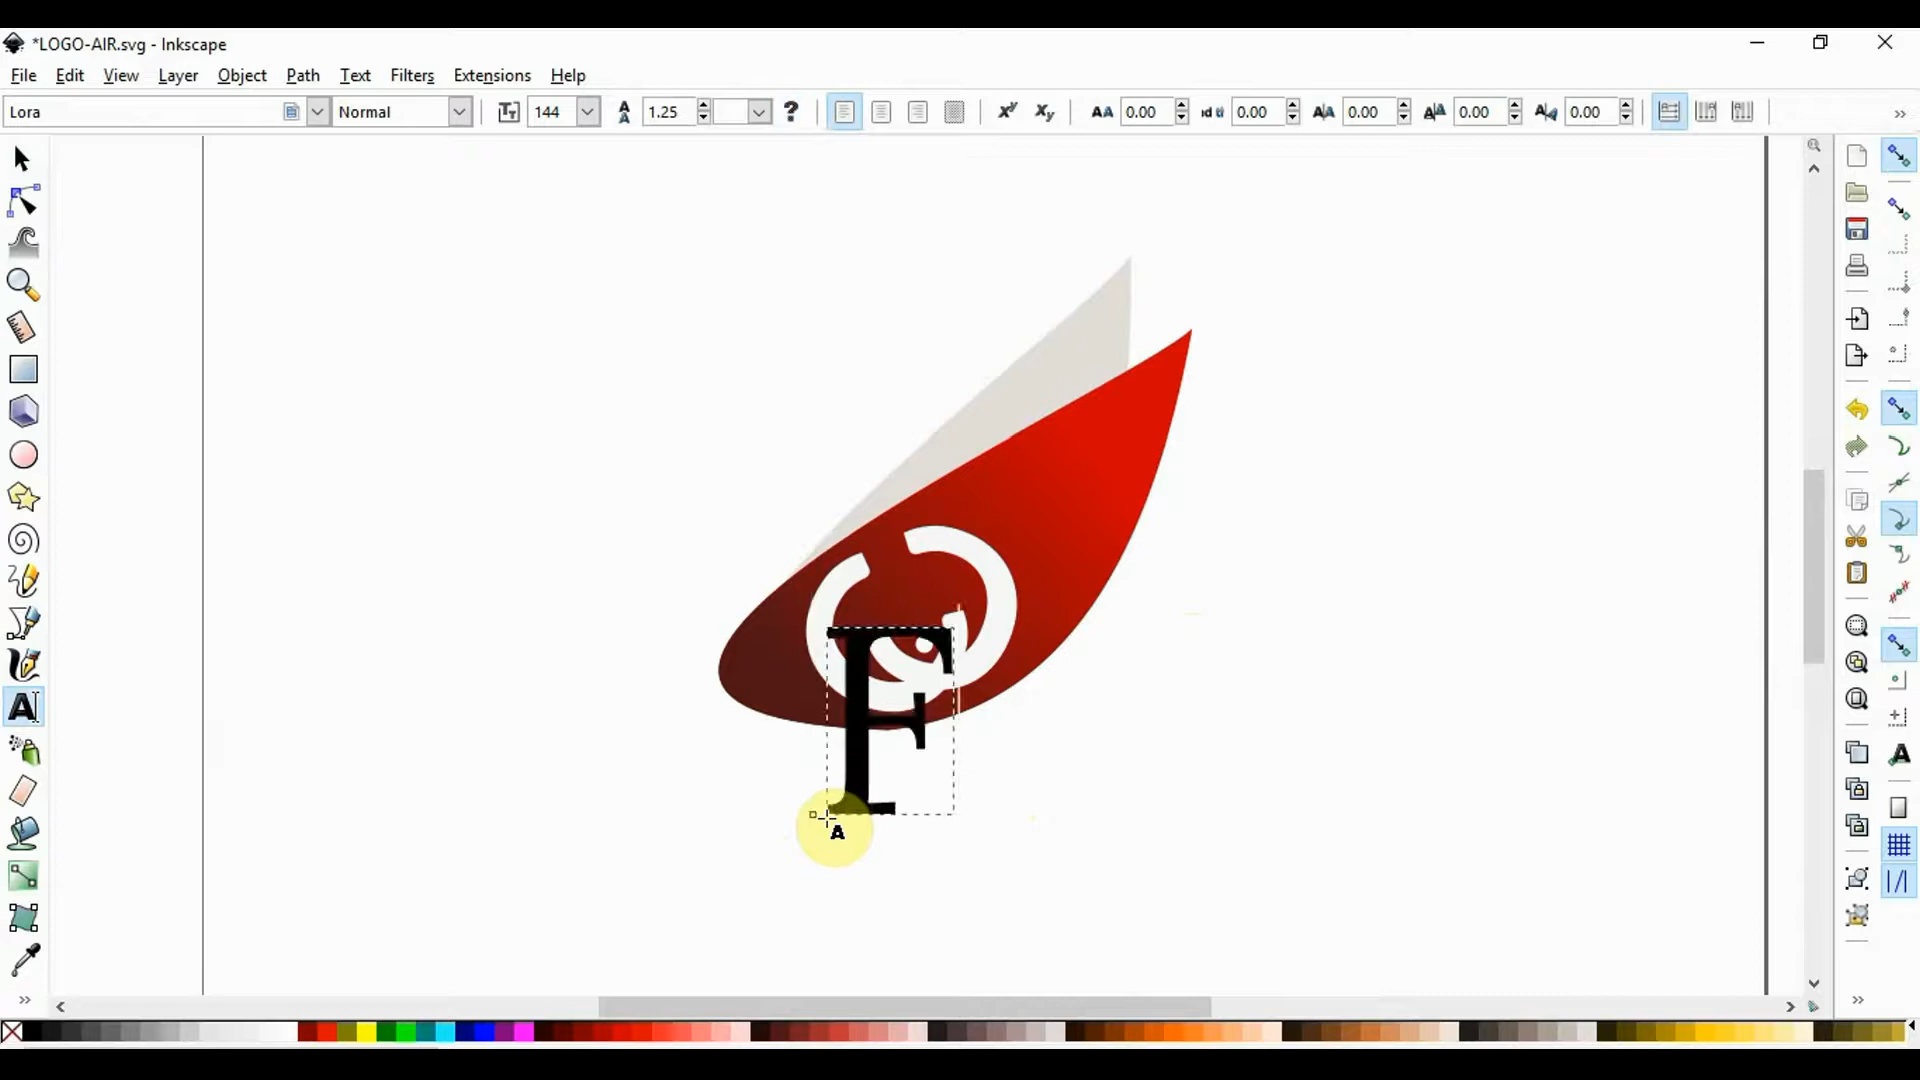 *LOGO-AIR.svg - Inkscape
File Edit View Layer Object Path Text Filters Extensions Help
Lora Normal 144 1.25 0.00 0.00 0.00 0.00 0.00
F